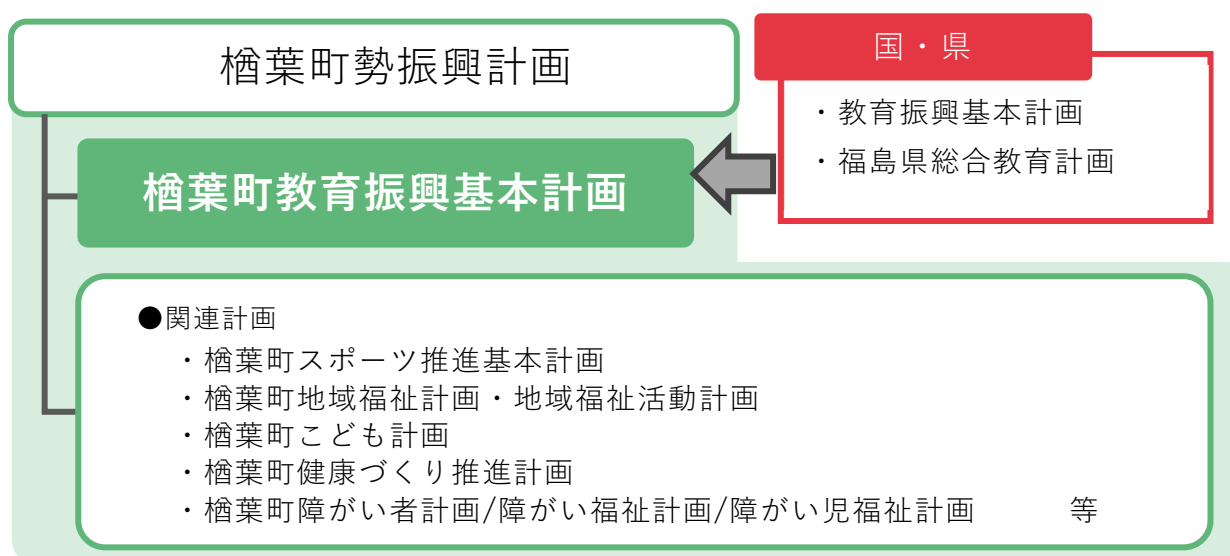 楢葉町勢振興計画
国・県
・教育振興基本計画
・福島県総合教育計画
楢葉町教育振興基本計画
●関連計画
・楢葉町スポーツ推進基本計画
・楢葉町地域福祉計画・地域福祉活動計画
・楢葉町こども計画
・楢葉町健康づくり推進計画
・楢葉町障がい者計画/障がい福祉計画/障がい児福祉計画　　　等